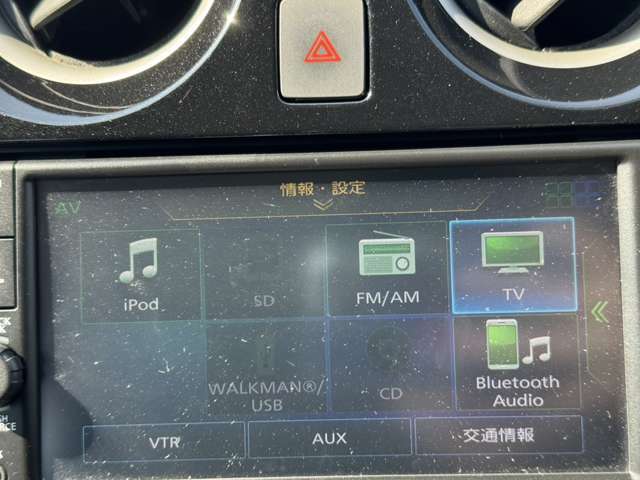 情報・設定
AV
iPod
SD
FM/AM
TV
WALKMAN®/
USB
CD
Bluetooth
Audio
VTR
AUX
交通情報